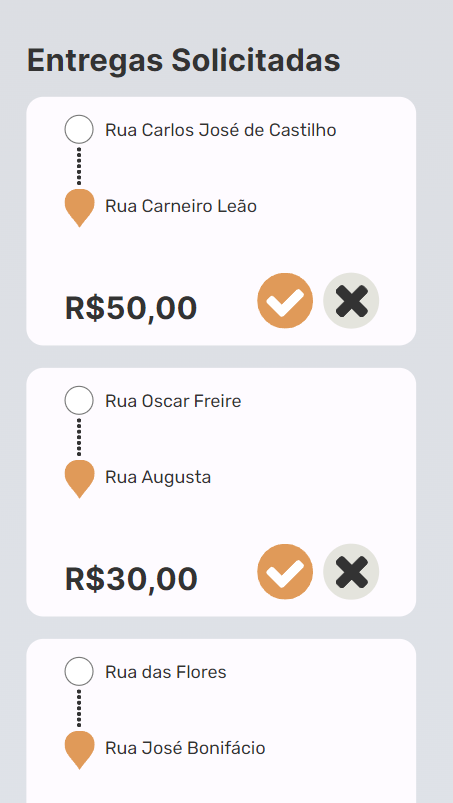 Entregas Solicitadas
Rua Carlos José de Castilho
Rua Carneiro Leão
R$50,00
Rua Oscar Freire
Rua Augusta
R$30,00
Rua das Flores
Rua José Bonifácio